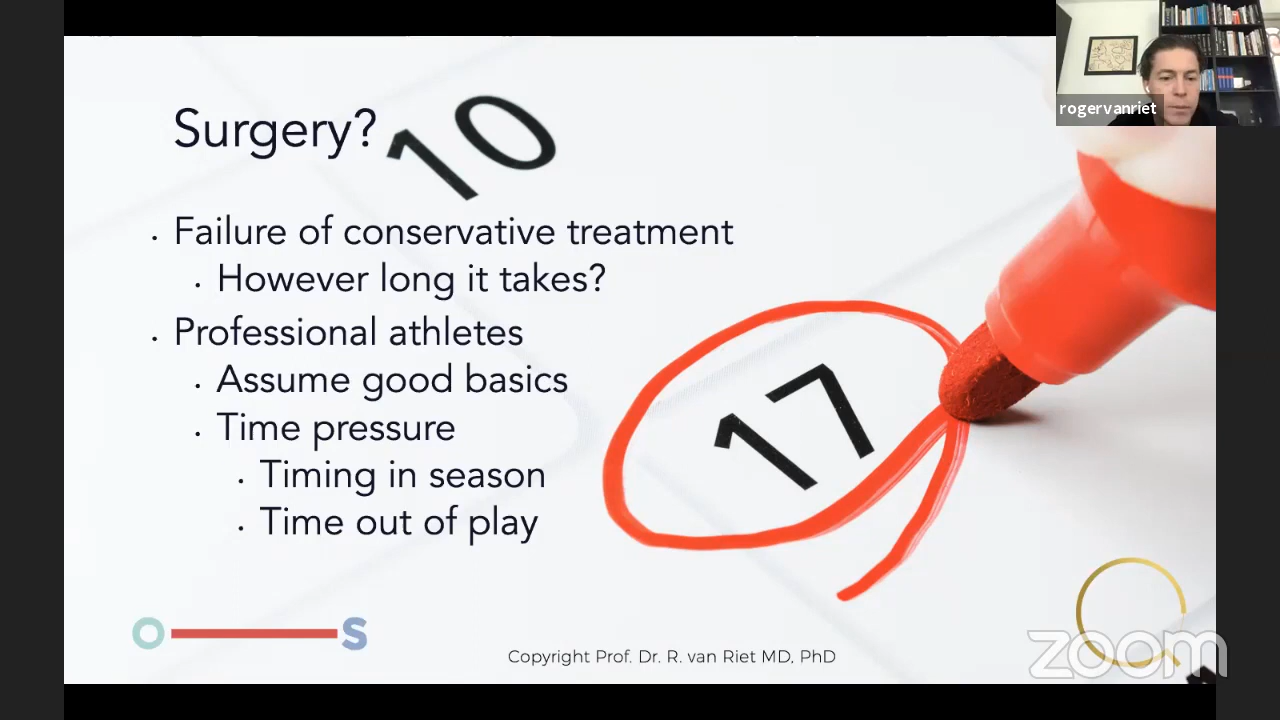 rogervanriet
Surgery?
10
Failure of conservative treatment
However long it takes?
Professional athletes
Assume good basics
Time pressure
Timing in season
Time out of play
17
O S
Copyright Prof. Dr. R. van Riet MD, PhD
zoom